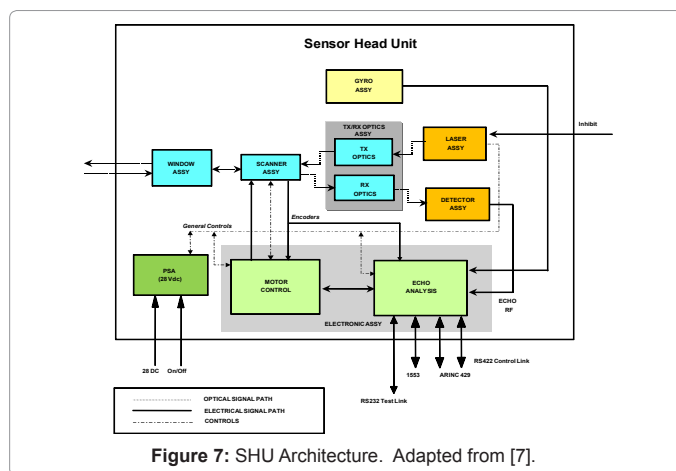 Sensor Head Unit
GYRO
ASSY
Inhibit
TX/RX OPTICS
ASSY
TX
OPTICS
LASER
ASSY
WINDOW
ASSY
SCANNER
ASSY
RX
OPTICS
DETECTOR
ASSY
Encoders
General Controls
PSA
(28 Vdc)
MOTOR
CONTROL
ECHO
ANALYSIS
ECHO
RF
ELECTRONIC ASSY
RS422 Control Link
28 DC
On/Off
1553
ARINC 429
RS232 Test Link
OPTICAL SIGNAL PATH
ELECTRICAL SIGNAL PATH
CONTROLS
Figure 7: SHU Architecture. Adapted from [7].